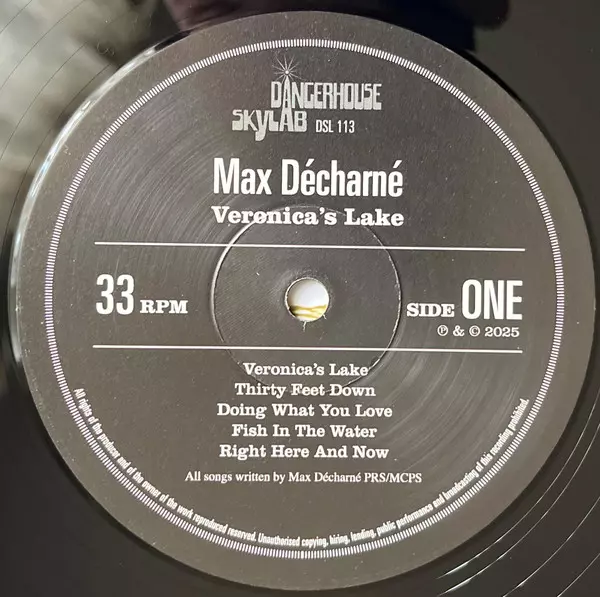 DANGERHOUSE
SKYLAB DSL 113
Max Décharné
Veronica's Lake
33 RPM
SIDE ONE
℗ & © 2025
Veronica's Lake
Thirty Feet Down
Doing What You Love
Fish In The Water
Right Here And Now
All songs written by Max Décharné PRS/MCPS
All rights of the producer and of the owner of the work reproduced reserved. Unauthorised copying, hiring, lending, public performance and broadcasting of this recording prohibited.